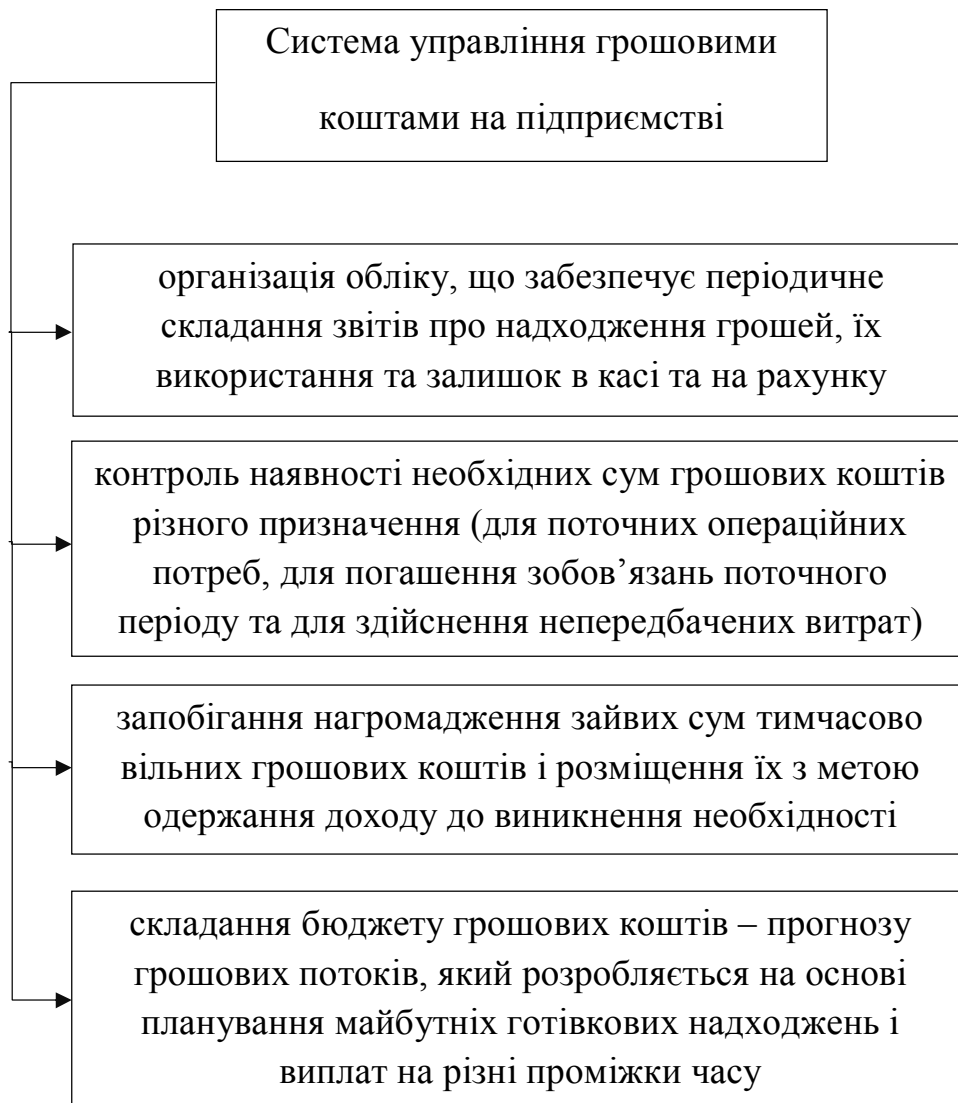 Система управління грошовими
коштами на підприємстві
організація обліку, що забезпечує періодичне
складання звітів про надходження грошей, їх
використання та залишок в касі та на рахунку
контроль наявності необхідних сум грошових коштів
різного призначення (для поточних операційних
потреб, для погашення зобов’язань поточного
періоду та для здійснення непередбачених витрат)
запобігання нагромадження зайвих сум тимчасово
вільних грошових коштів і розміщення їх з метою
одержання доходу до виникнення необхідності
складання бюджету грошових коштів – прогнозу
грошових потоків, який розробляється на основі
планування майбутніх готівкових надходжень і
виплат на різні проміжки часу